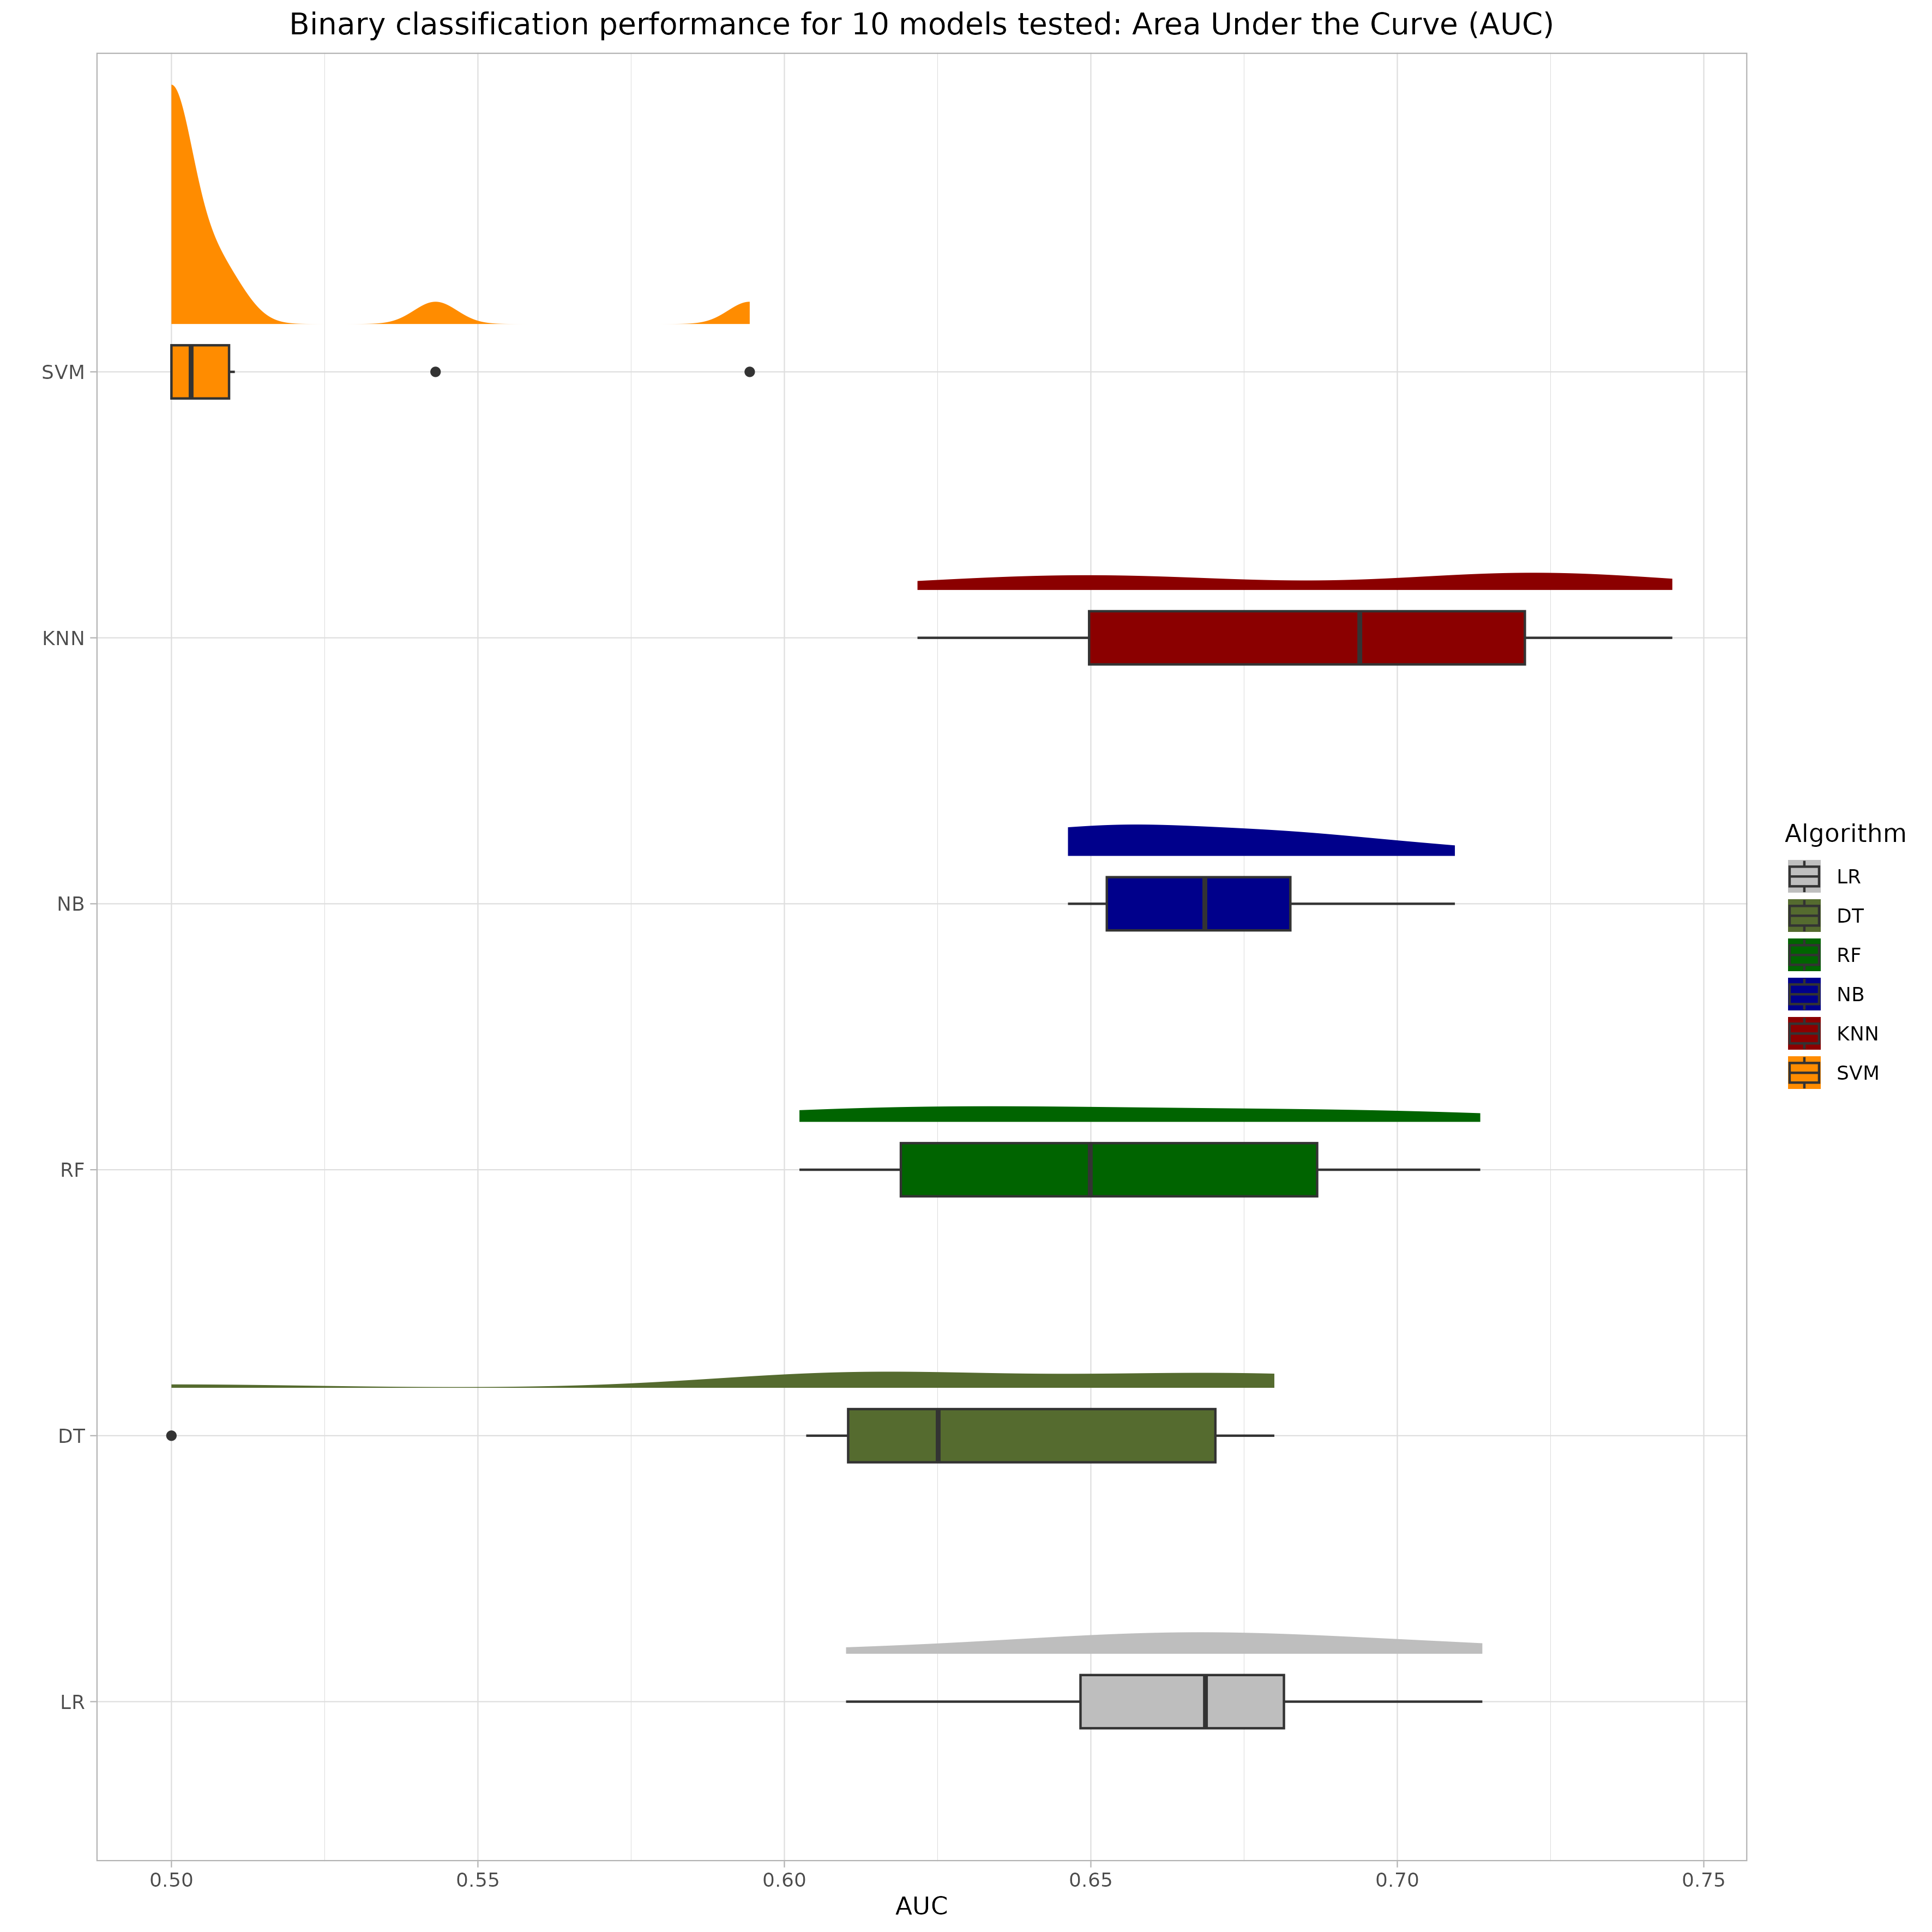 Binary classification performance for 10 models tested: Area Under the Curve (AUC)
SVM
KNN
NB
RF
DT
LR
0.50 0.55 0.60 0.65 0.70 0.75
AUC
Algorithm
LR
DT
RF
NB
KNN
SVM